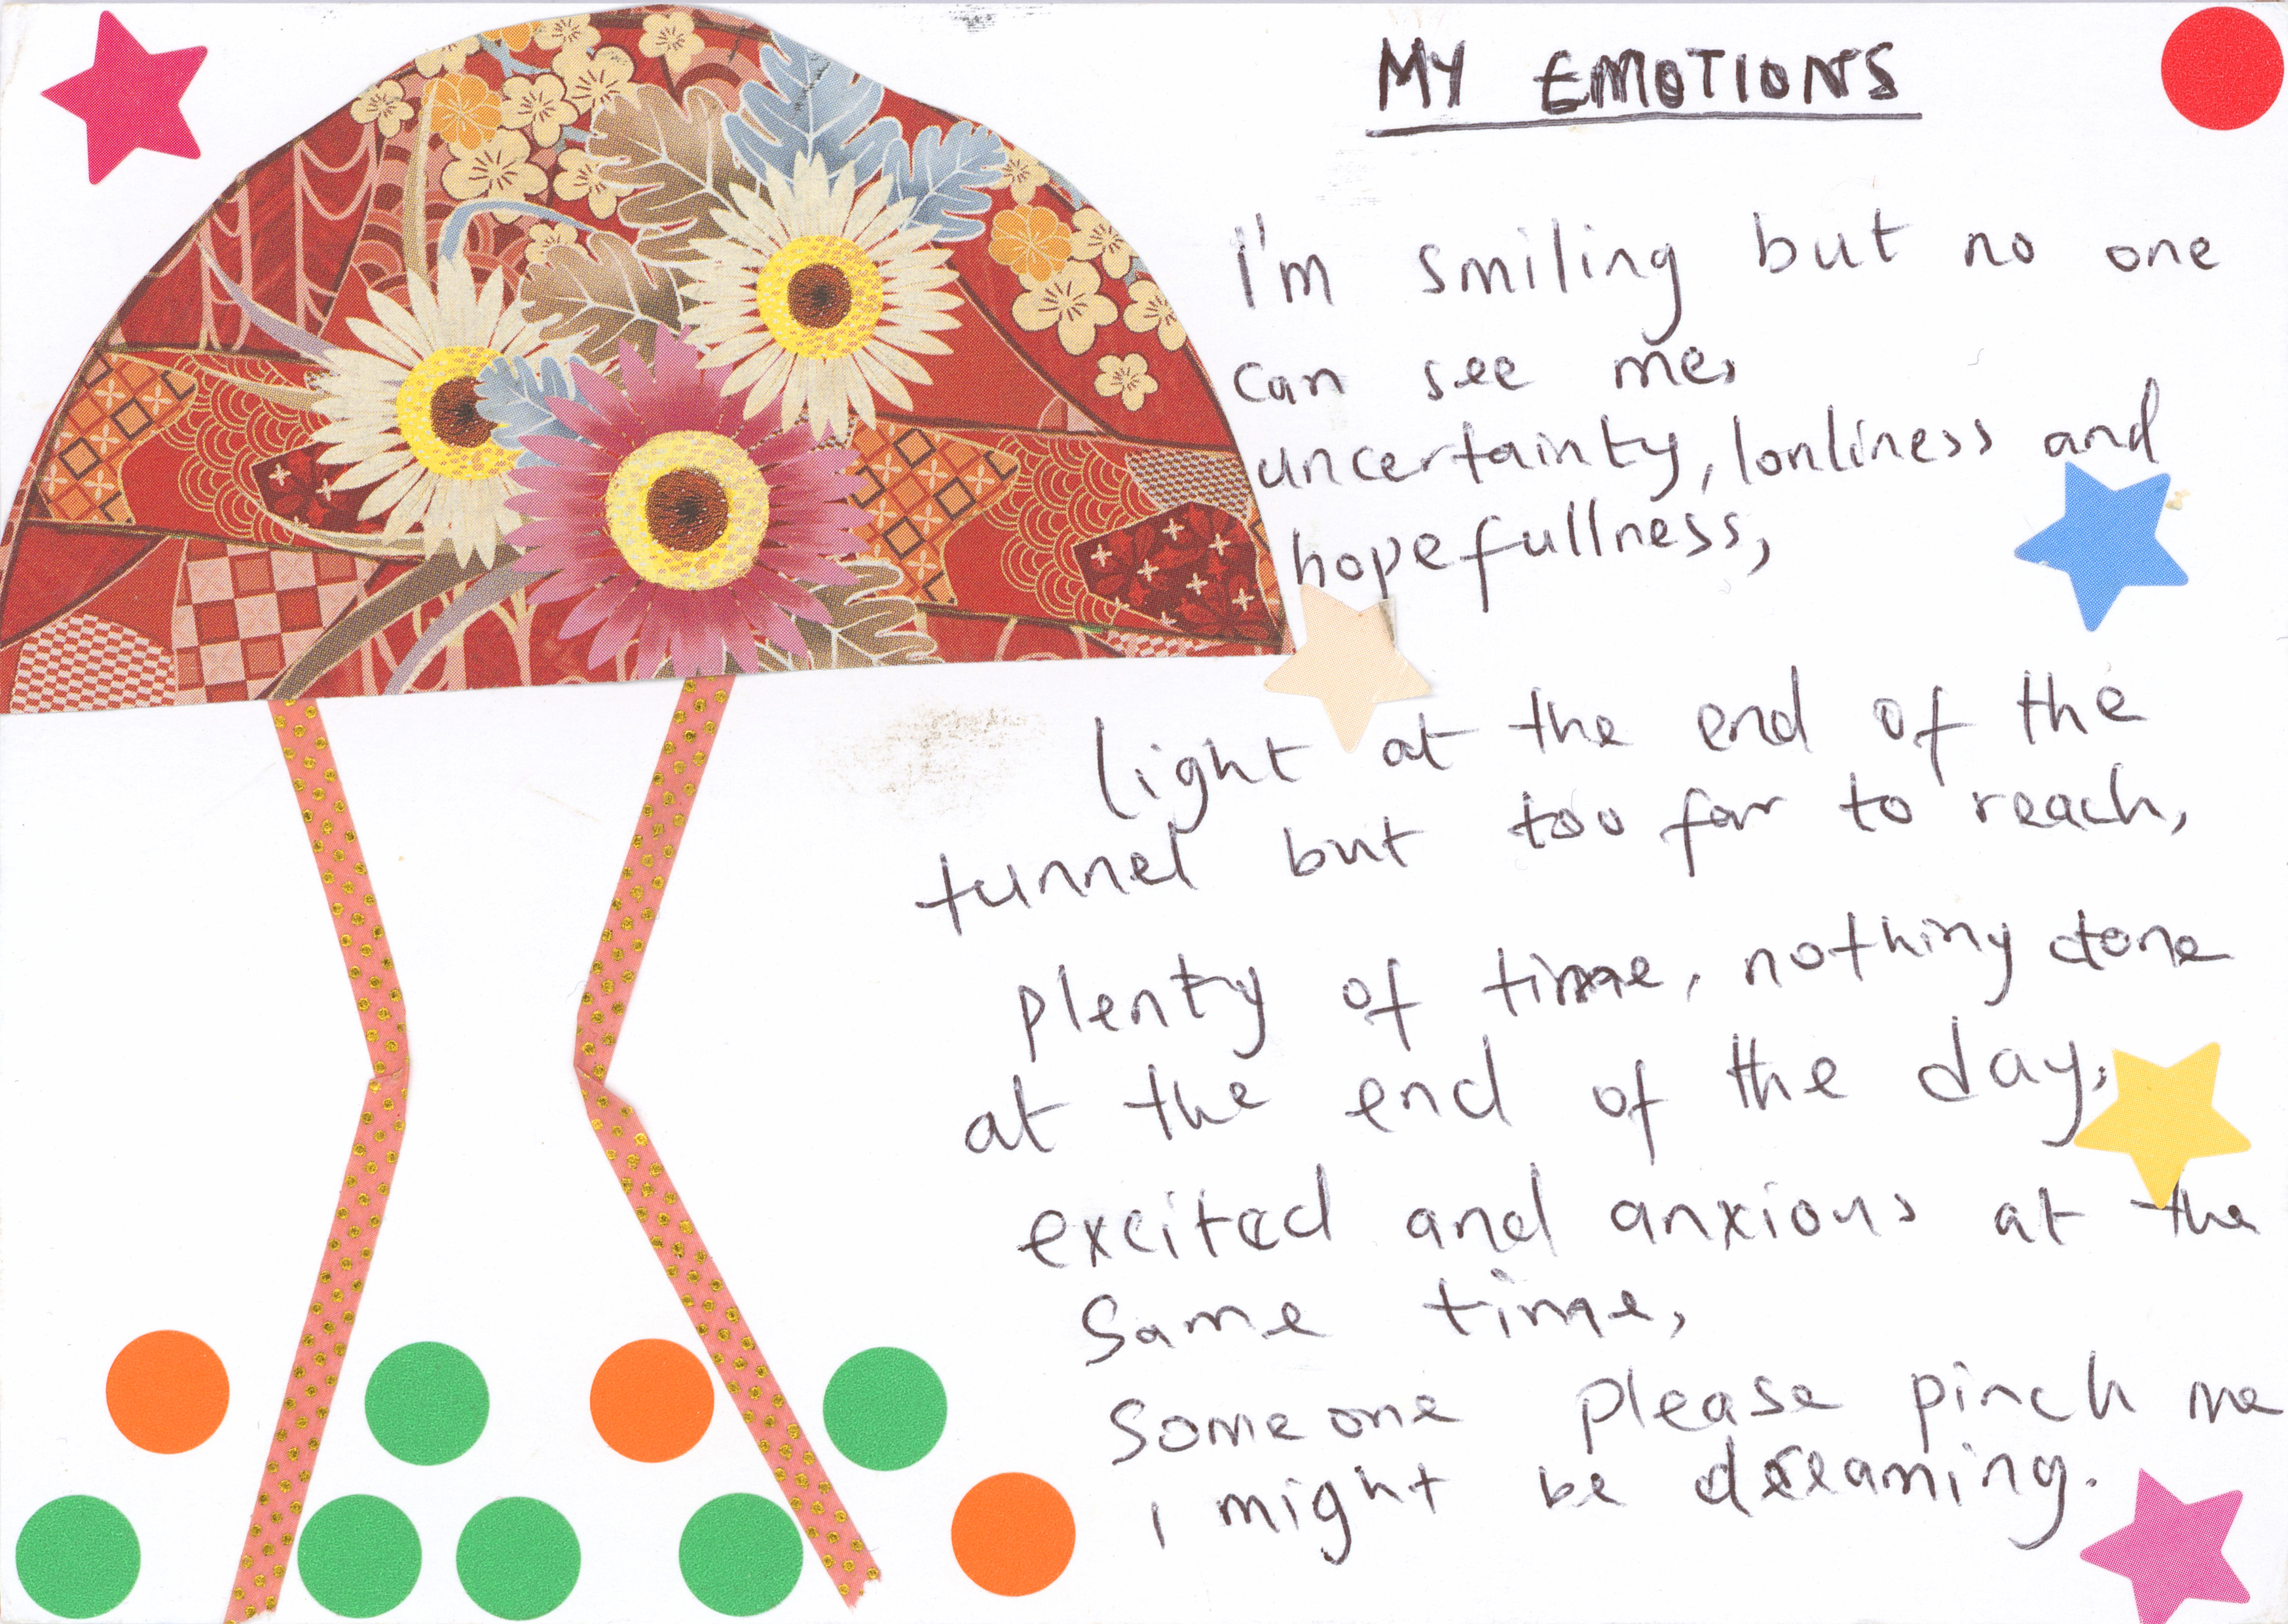 MY EMOTIONS
I'm smiling but no one
can see me,
uncertainty, lonliness and
hopefullness,
light at the end of the
tunnel but too far to reach,
plenty of time, nothing done
at the end of the day,
excited and anxious at the
same time,
Someone please pinch me
i might be dreaming.